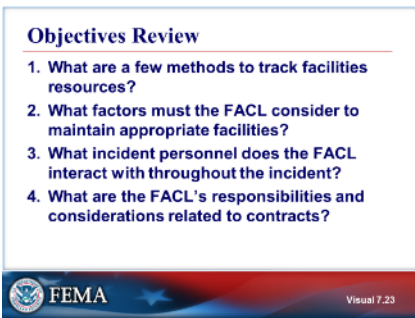 Objectives Review
1. What are a few methods to track facilities
resources?
2. What factors must the FACL consider to
maintain appropriate facilities?
3. What incident personnel does the FACL
interact with throughout the incident?
4. What are the FACL's responsibilities and
considerations related to contracts?
FEMA
Visual 7.23